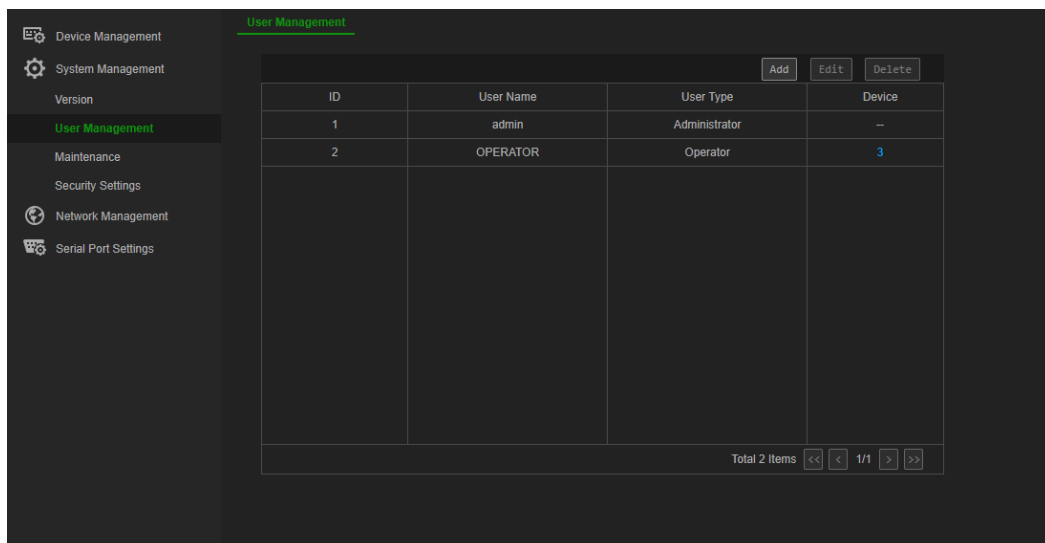 Device Management
System Management
Version
User Management
Maintenance
Security Settings
Network Management
Serial Port Settings
User Management
Add Edit Delete
ID User Name User Type Device
1 admin Administrator --
2 OPERATOR Operator 3
Total 2 Items << < 1/1 > >>